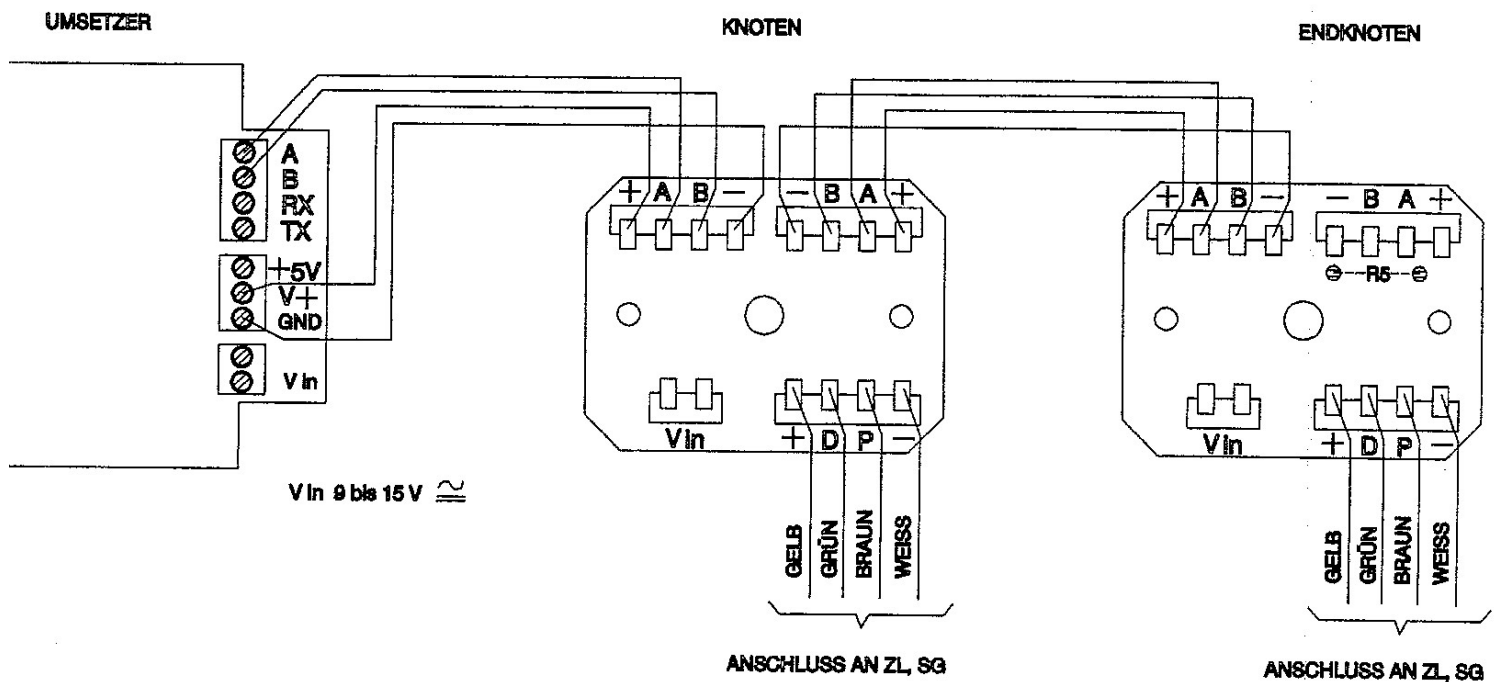 UMSETZER
KNOTEN
ENDKNOTEN
A
B
RX
TX
+5V
V+
GND
V In
+ A B −
− B A +
V In
+ D P −
+ A B −
− B A +
R5
V In
+ D P −
V In 9 bis 15 V ≂
GELB
GRÜN
BRAUN
WEISS
GELB
GRÜN
BRAUN
WEISS
ANSCHLUSS AN ZL, SG
ANSCHLUSS AN ZL, SG